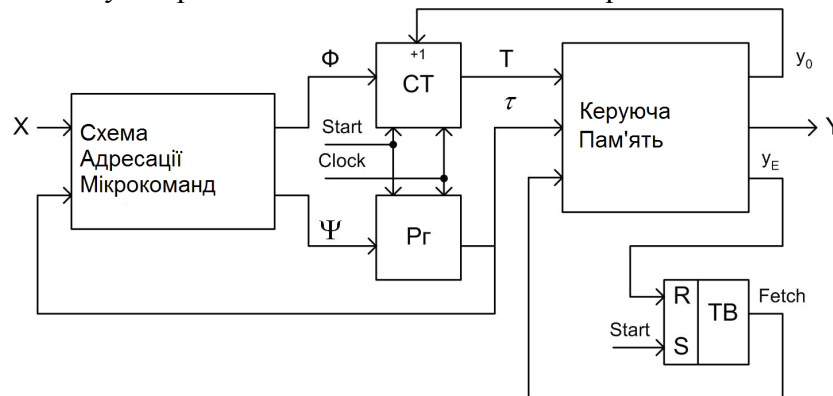 Ф
+1
СТ
T
τ
y0
X
Схема
Адресації
Мікрокоманд
Start
Clock
Керуюча
Пам'ять
Y
yE
Ψ
Рг
R
S
ТВ
Fetch
Start